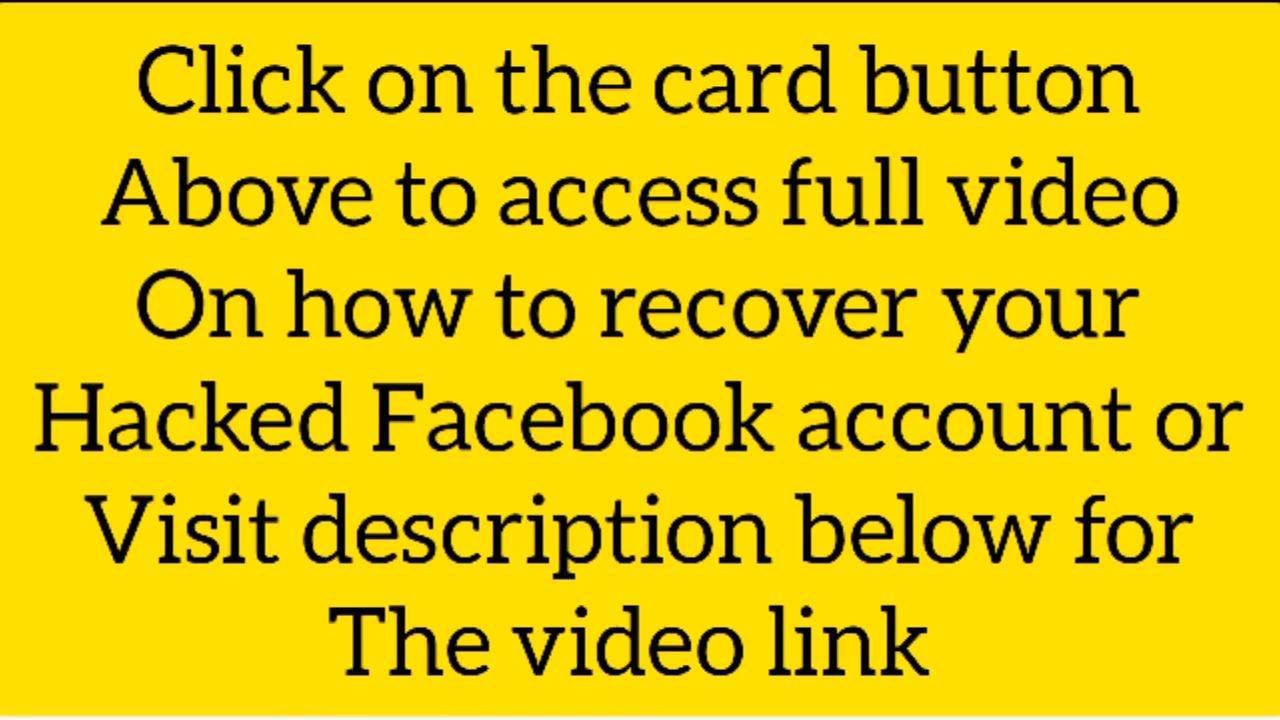 Click on the card button
Above to access full video
On how to recover your
Hacked Facebook account or
Visit description below for
The video link